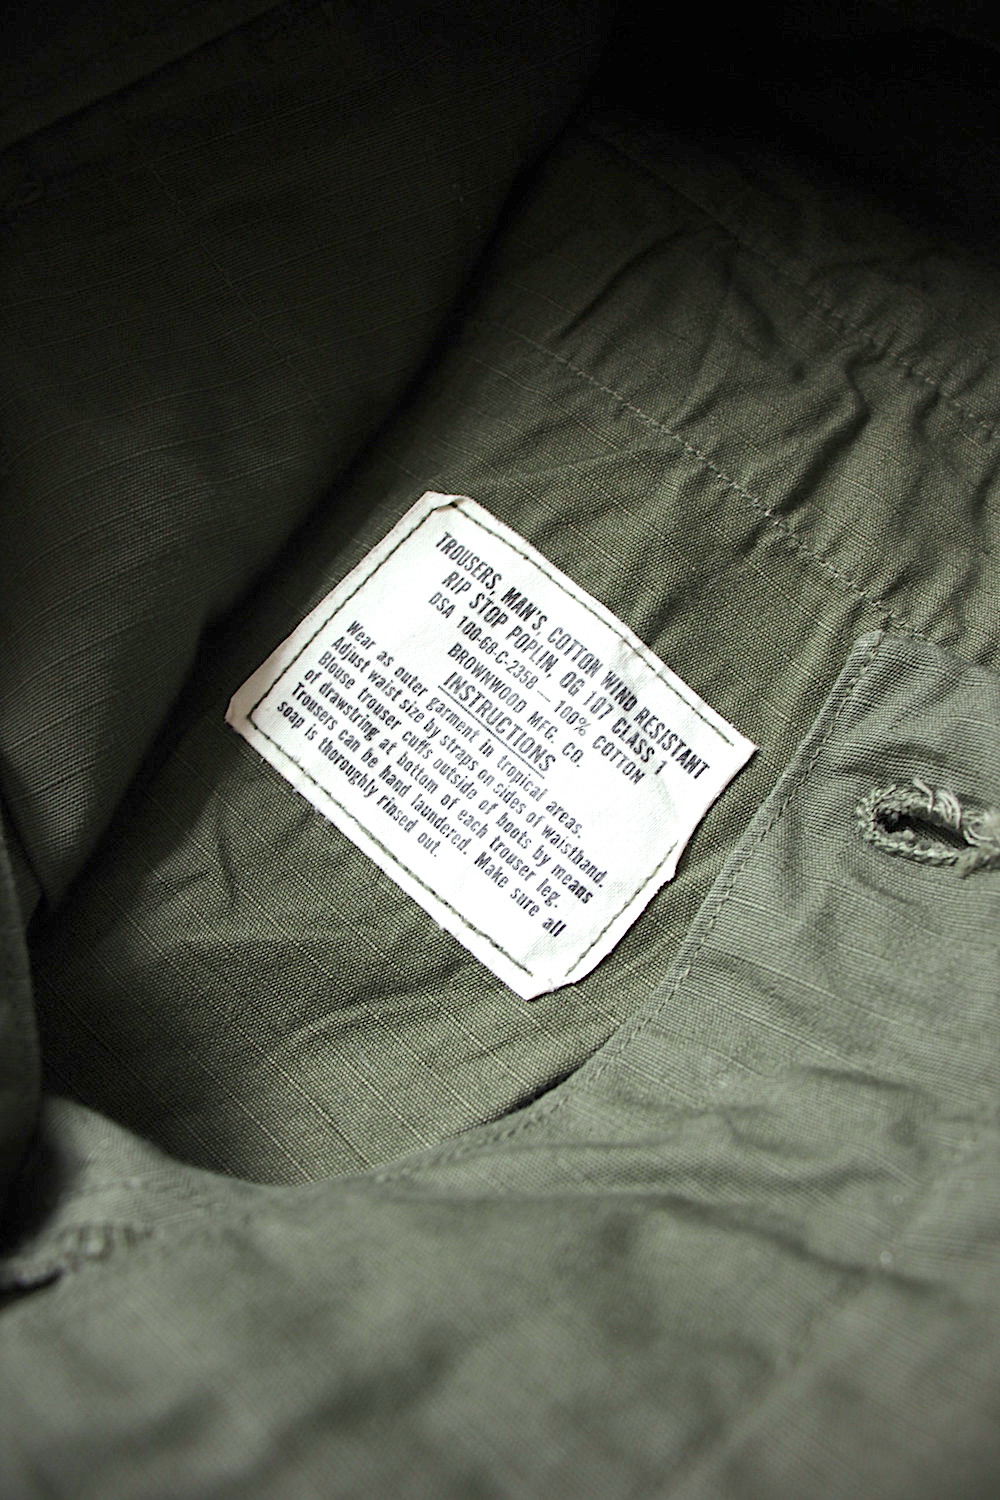 TROUSERS, MAN'S, COTTON WIND RESISTANT
RIP STOP POPLIN, OG 107 CLASS 1
DSA 100-68-C-2358 — 100% COTTON
BROWNWOOD MFG. CO.
INSTRUCTIONS
Wear as outer garment in tropical areas.
Adjust waist size by straps on sides of waistband.
Blouse trouser cuffs outside of boots by means
of drawstring at bottom of each trouser leg.
Trousers can be hand laundered. Make sure all
soap is thoroughly rinsed out.